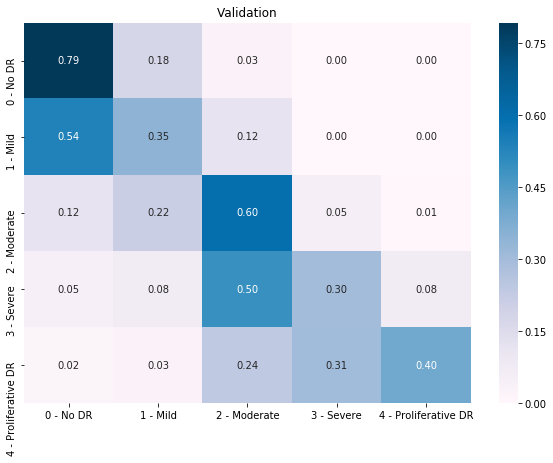 Validation
0 - No DR
0.79 0.18 0.03 0.00 0.00
1 - Mild
0.54 0.35 0.12 0.00 0.00
2 - Moderate
0.12 0.22 0.60 0.05 0.01
3 - Severe
0.05 0.08 0.50 0.30 0.08
4 - Proliferative DR
0.02 0.03 0.24 0.31 0.40
0 - No DR 1 - Mild 2 - Moderate 3 - Severe 4 - Proliferative DR
0.75
0.60
0.45
0.30
0.15
0.00